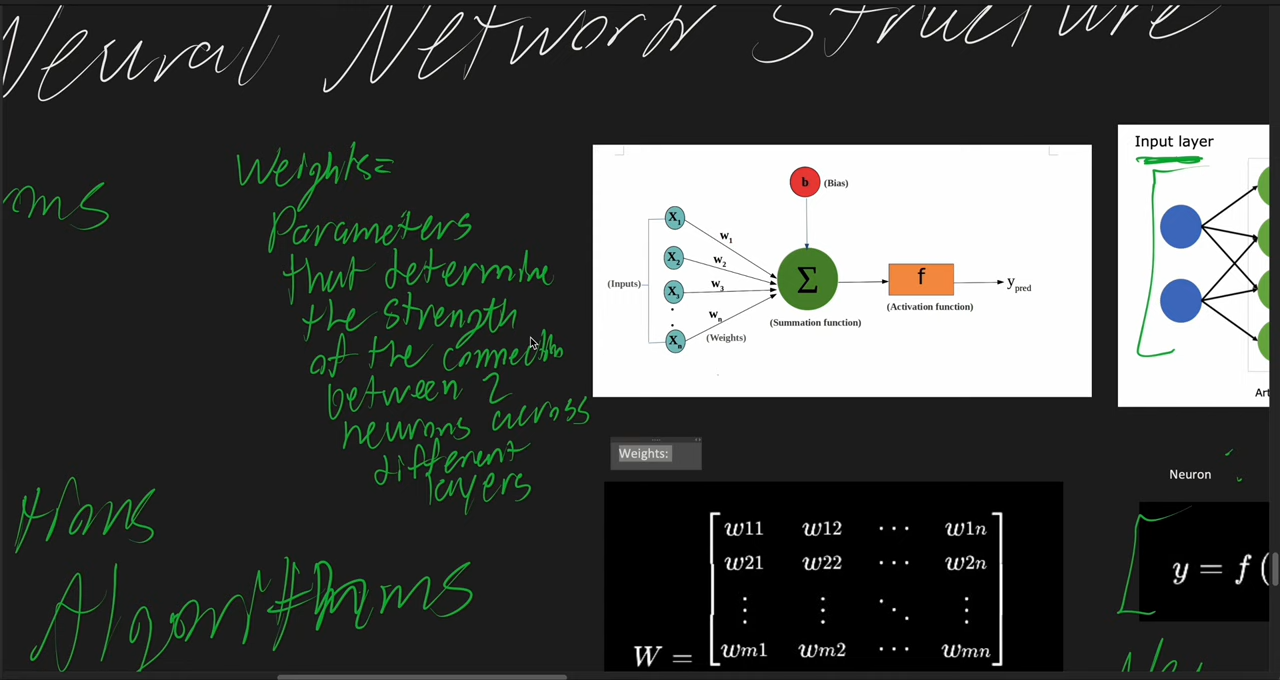 Neural Network Structure
ms
Weights=
Parameters
that determine
the strength
of the connection
between 2
neurons across
different
layers
Algorithms
b (Bias)
X1
X2
X3
Xn
w1
w2
w3
wn
(Inputs)
(Weights)
Σ
(Summation function)
f
(Activation function)
ypred
Weights:
W =
w11 w12 ⋯ w1n
w21 w22 ⋯ w2n
⋮ ⋮ ⋱ ⋮
wm1 wm2 ⋯ wmn
Input layer
Art
Neuron
y = f (